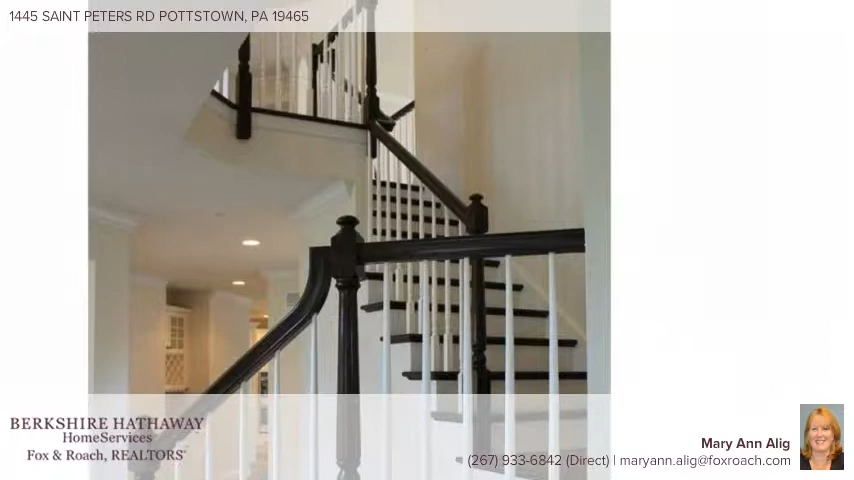 1445 SAINT PETERS RD POTTSTOWN, PA 19465
BERKSHIRE HATHAWAY
HomeServices
Fox & Roach, REALTORS®
Mary Ann Alig
(267) 933-6842 (Direct) | maryann.alig@foxroach.com